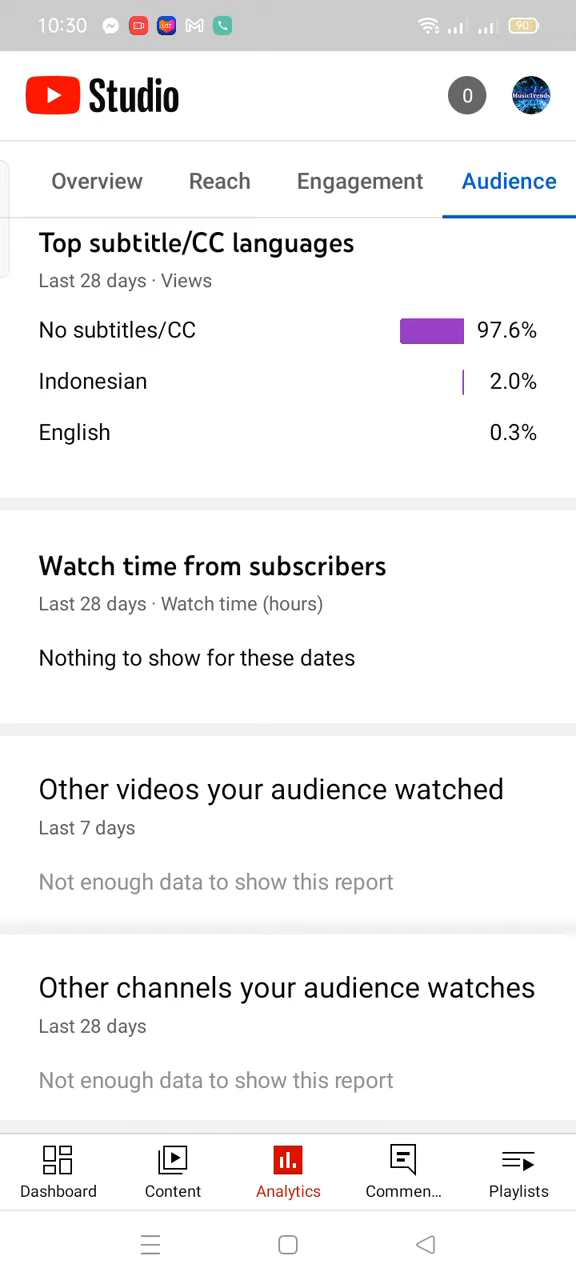 10:30
90
Studio
0
MusicTrends
Overview Reach Engagement Audience
Top subtitle/CC languages
Last 28 days · Views
No subtitles/CC 97.6%
Indonesian 2.0%
English 0.3%
Watch time from subscribers
Last 28 days · Watch time (hours)
Nothing to show for these dates
Other videos your audience watched
Last 7 days
Not enough data to show this report
Other channels your audience watches
Last 28 days
Not enough data to show this report
Dashboard Content Analytics Commen... Playlists